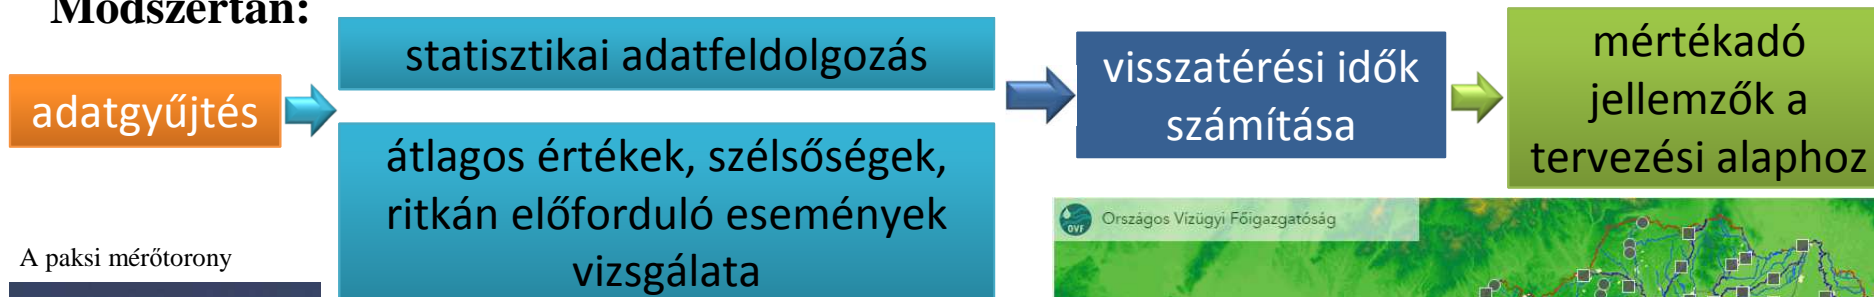 Módszertan:
adatgyűjtés
statisztikai adatfeldolgozás
átlagos értékek, szélsőségek,
ritkán előforduló események
vizsgálata
visszatérési idők
számítása
mértékadó
jellemzők a
tervezési alaphoz
A paksi mérőtorony
OVF
Országos Vízügyi Főigazgatóság